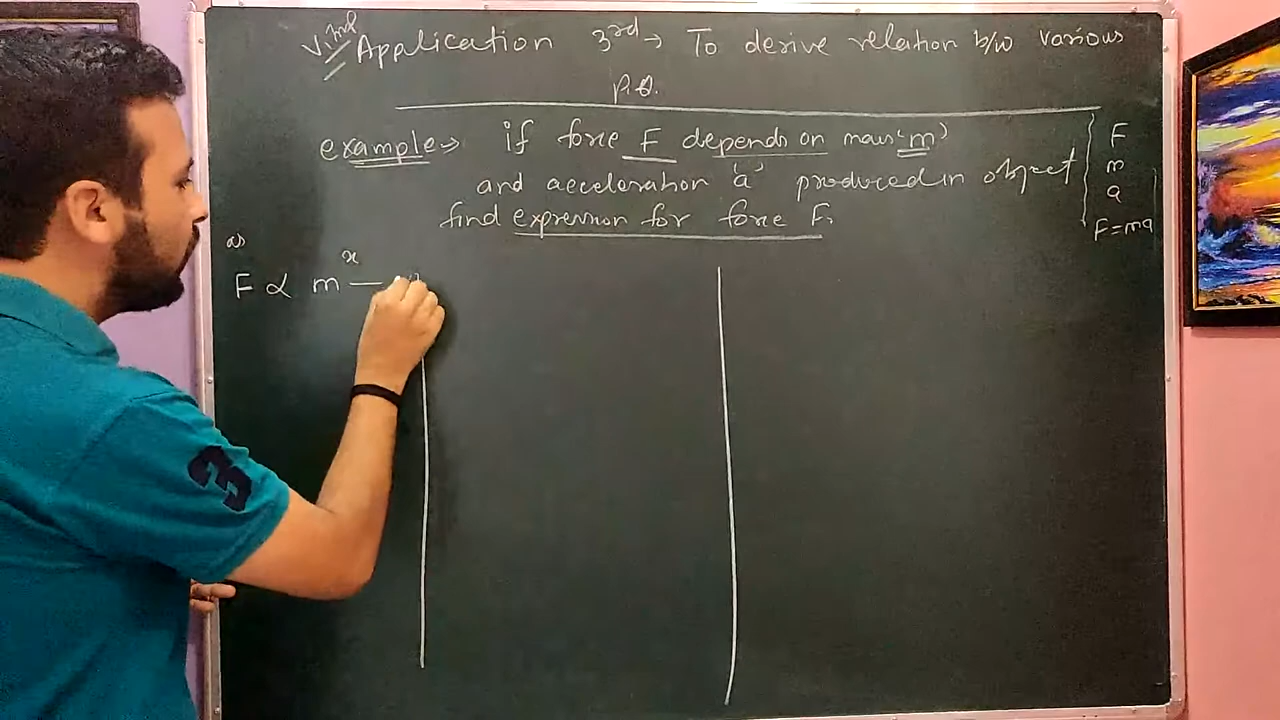 V. Imp Application 3rd → To derive relation b/w various
P.Q.
example → if force F depends on mass 'm'
and acceleration 'a' produced in object
find expression for force F.
F
m
a
F=ma
as
F ∝ m^x —
3